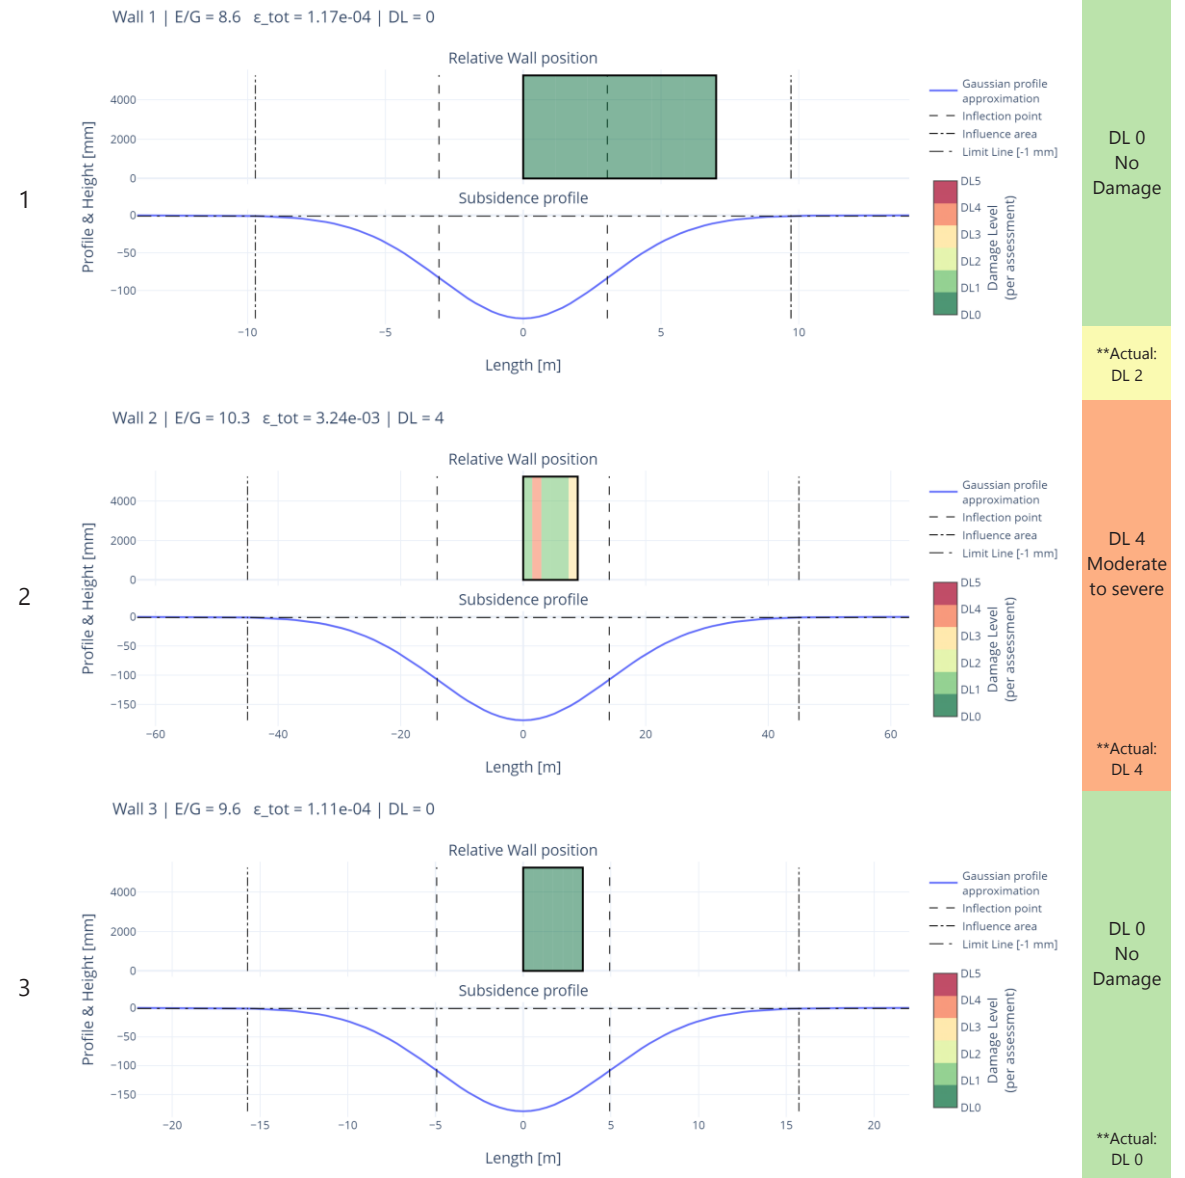 Wall 1 | E/G = 8.6 ε_tot = 1.17e-04 | DL = 0
Relative Wall position
4000
2000
0
Profile & Height [mm]
Subsidence profile
0
−50
−100
−10
−5
0
5
10
Length [m]
Gaussian profile
approximation
Inflection point
Influence area
Limit Line [-1 mm]
DL5
DL4
DL3
DL2
DL1
DL0
Damage Level
(per assessment)
1
DL 0
No
Damage
**Actual:
DL 2
Wall 2 | E/G = 10.3 ε_tot = 3.24e-03 | DL = 4
Relative Wall position
4000
2000
0
Profile & Height [mm]
Subsidence profile
0
−50
−100
−150
−60
−40
−20
0
20
40
60
Length [m]
Gaussian profile
approximation
Inflection point
Influence area
Limit Line [-1 mm]
DL5
DL4
DL3
DL2
DL1
DL0
Damage Level
(per assessment)
2
DL 4
Moderate
to severe
**Actual:
DL 4
Wall 3 | E/G = 9.6 ε_tot = 1.11e-04 | DL = 0
Relative Wall position
4000
2000
0
Profile & Height [mm]
Subsidence profile
0
−50
−100
−150
−20
−15
−10
−5
0
5
10
15
20
Length [m]
Gaussian profile
approximation
Inflection point
Influence area
Limit Line [-1 mm]
DL5
DL4
DL3
DL2
DL1
DL0
Damage Level
(per assessment)
3
DL 0
No
Damage
**Actual:
DL 0